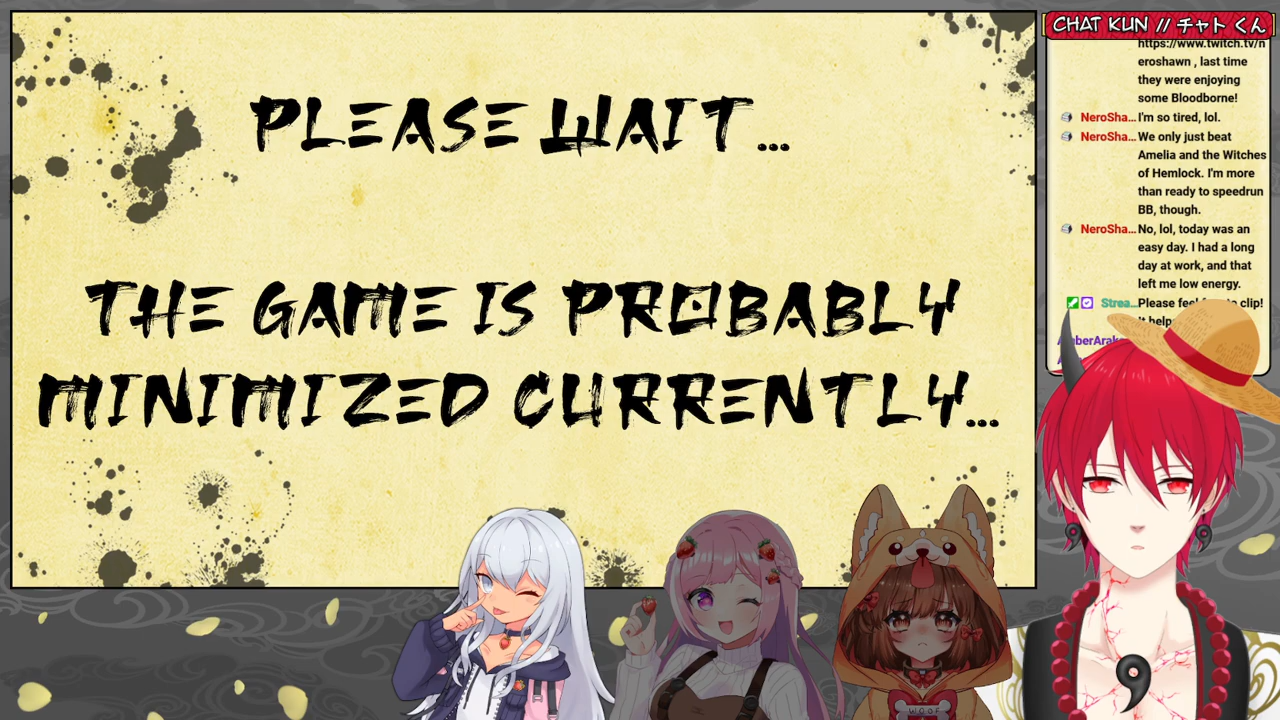 PLEASE WAIT ...
THE GAME IS PROBABLY
MINIMIZED CURRENTLY...
CHAT KUN // チャト くん
https://www.twitch.tv/n
eroshawn , last time
they were enjoying
some Bloodborne!
NeroSha... I'm so tired, lol.
NeroSha... We only just beat
Amelia and the Witches
of Hemlock. I'm more
than ready to speedrun
BB, though.
NeroSha... No, lol, today was an
easy day. I had a long
day at work, and that
left me low energy.
Strea... Please clip!
WOOF